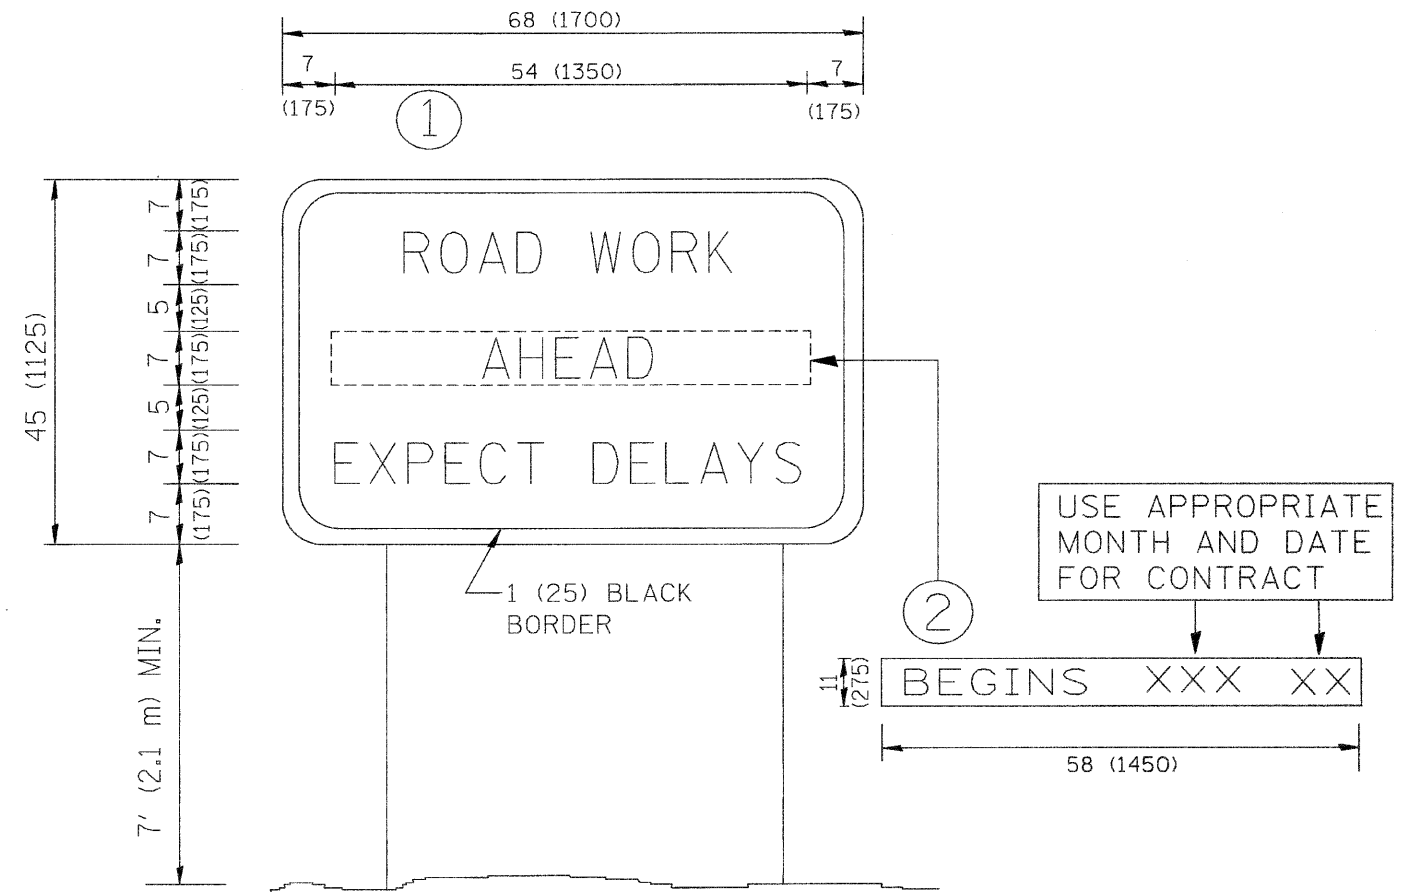 68 (1700)
7
54 (1350)
7
(175)
(175)
1
45 (1125)
7
(175)
7
(175)
5
(125)
7
(175)
5
(125)
7
(175)
7
(175)
ROAD WORK
AHEAD
EXPECT DELAYS
1 (25) BLACK
BORDER
7' (2.1 m) MIN.
2
USE APPROPRIATE
MONTH AND DATE
FOR CONTRACT
11
(275)
BEGINS XXX XX
58 (1450)